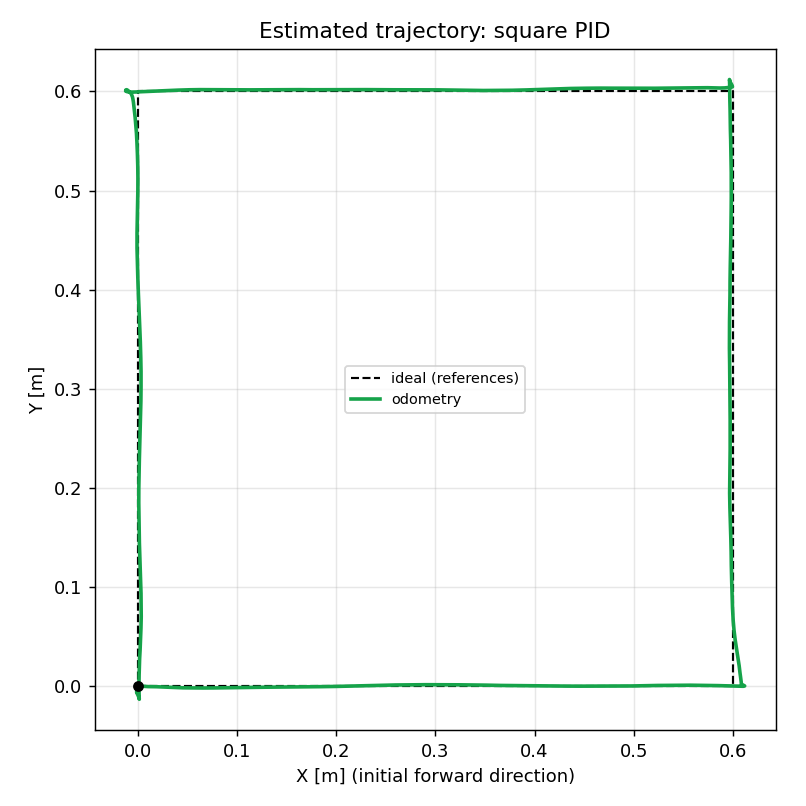 Estimated trajectory: square PID
Y [m]
0.6
0.5
0.4
0.3
0.2
0.1
0.0
ideal (references)
odometry
0.0 0.1 0.2 0.3 0.4 0.5 0.6
X [m] (initial forward direction)